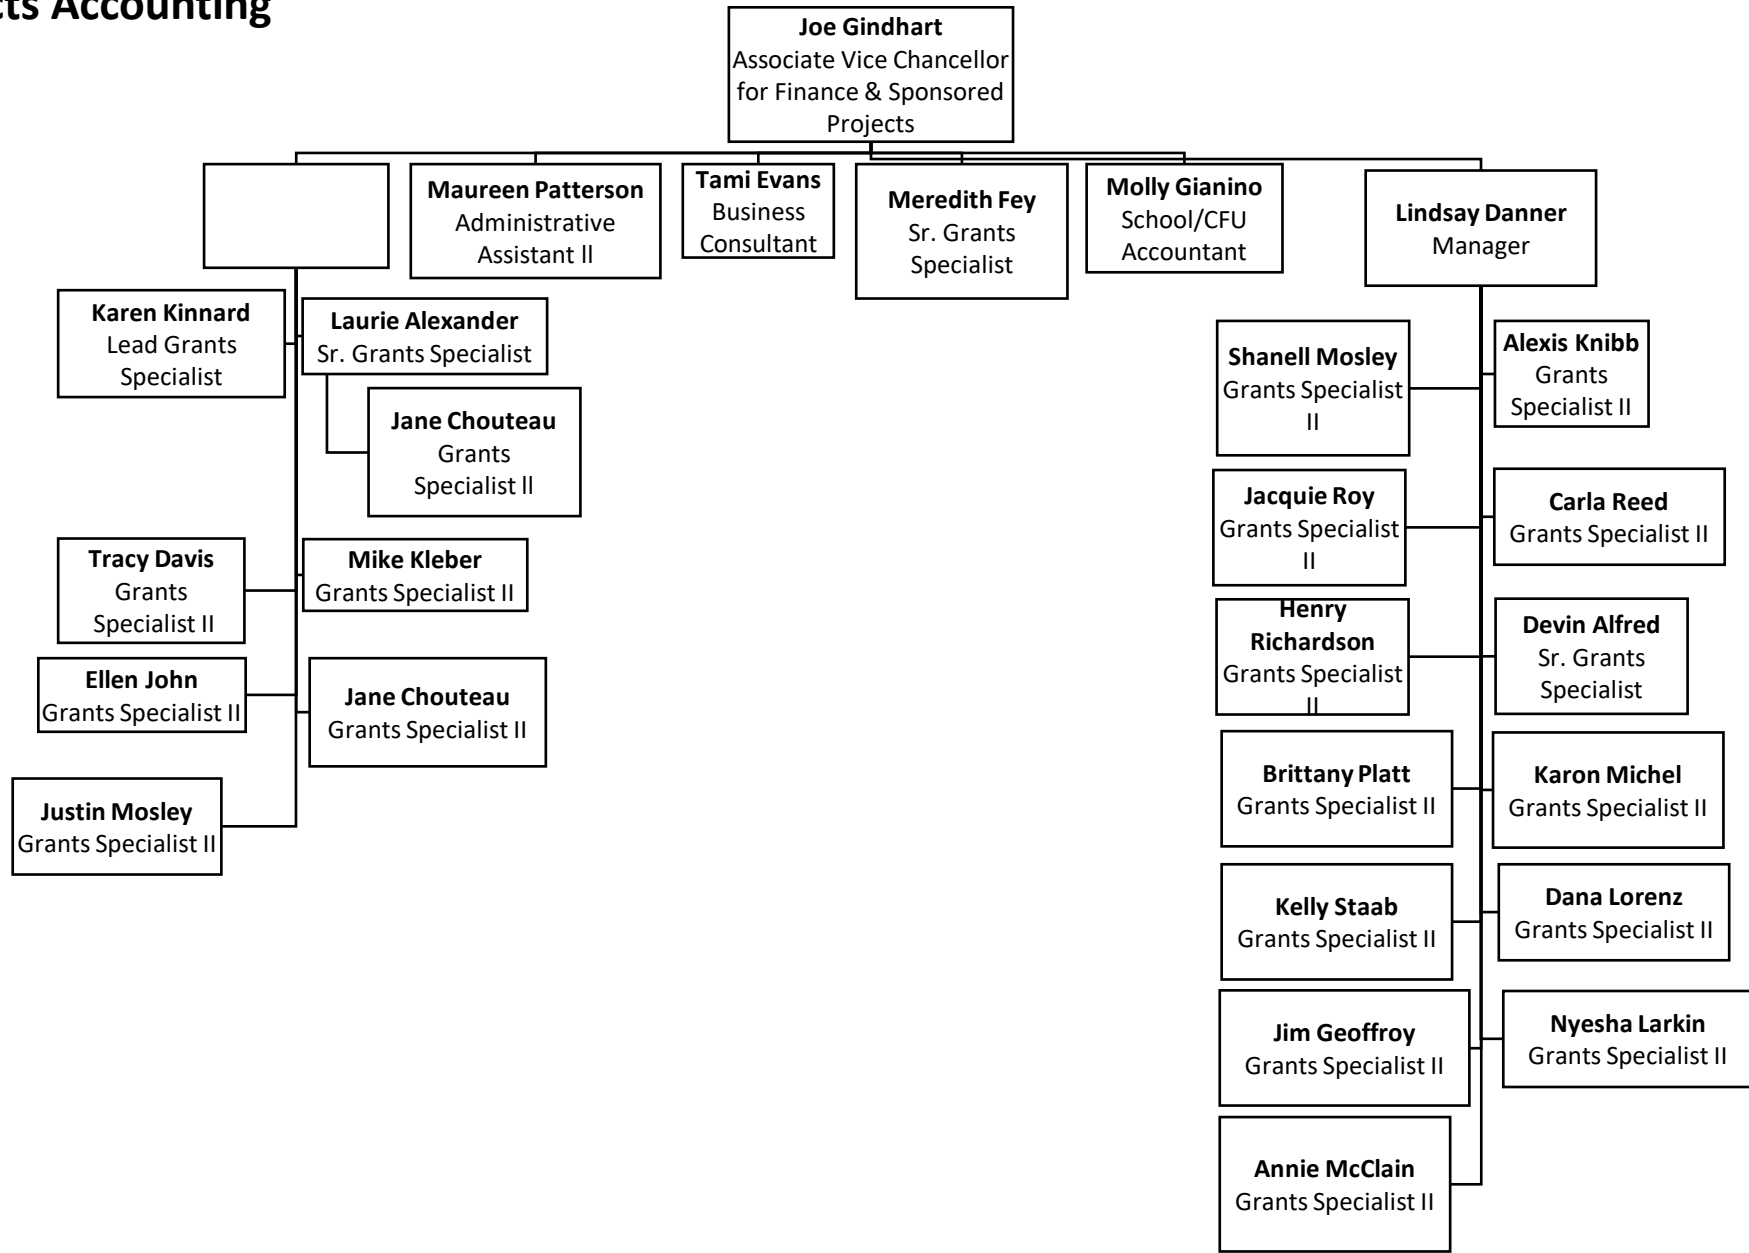 cts Accounting
Joe Gindhart
Associate Vice Chancellor
for Finance & Sponsored
Projects
Maureen Patterson
Administrative
Assistant ll
Tami Evans
Business
Consultant
Meredith Fey
Sr. Grants
Specialist
Molly Gianino
School/CFU
Accountant
Lindsay Danner
Manager
Karen Kinnard
Lead Grants
Specialist
Laurie Alexander
Sr. Grants Specialist
Jane Chouteau
Grants
Specialist ll
Tracy Davis
Grants
Specialist II
Mike Kleber
Grants Specialist II
Ellen John
Grants Specialist II
Jane Chouteau
Grants Specialist II
Justin Mosley
Grants Specialist II
Shanell Mosley
Grants Specialist
II
Alexis Knibb
Grants
Specialist II
Jacquie Roy
Grants Specialist
II
Carla Reed
Grants Specialist II
Henry
Richardson
Grants Specialist
II
Devin Alfred
Sr. Grants
Specialist
Brittany Platt
Grants Specialist II
Karon Michel
Grants Specialist II
Kelly Staab
Grants Specialist II
Dana Lorenz
Grants Specialist II
Jim Geoffroy
Grants Specialist II
Nyesha Larkin
Grants Specialist II
Annie McClain
Grants Specialist II